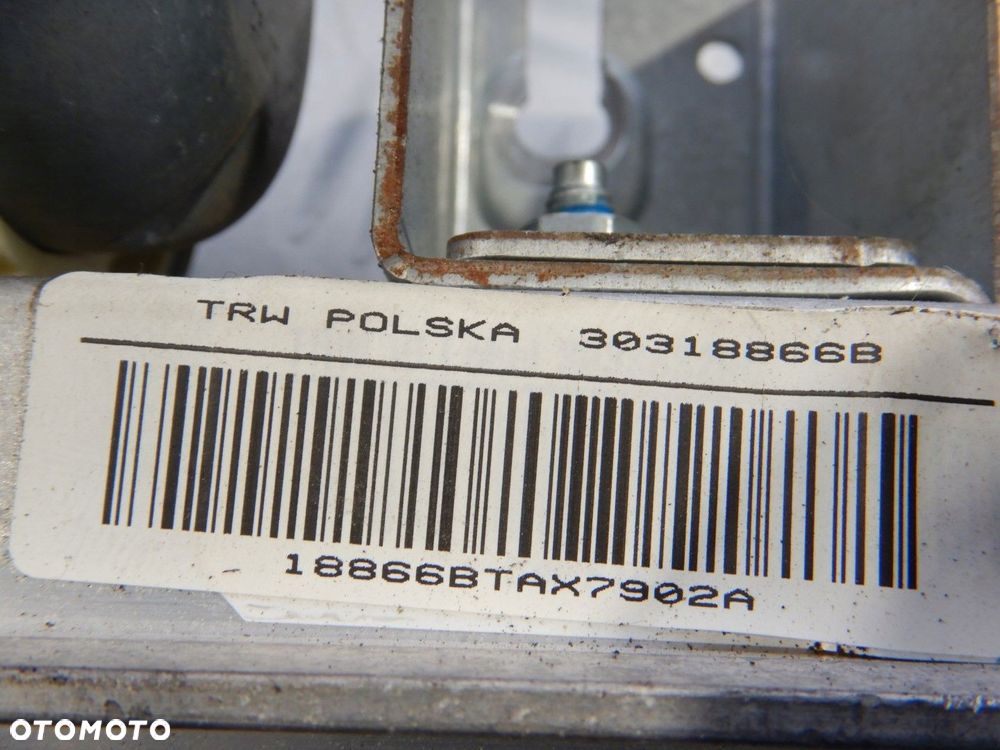 TRW POLSKA 30318866B
18866BTAX7902A
OTOMOTO